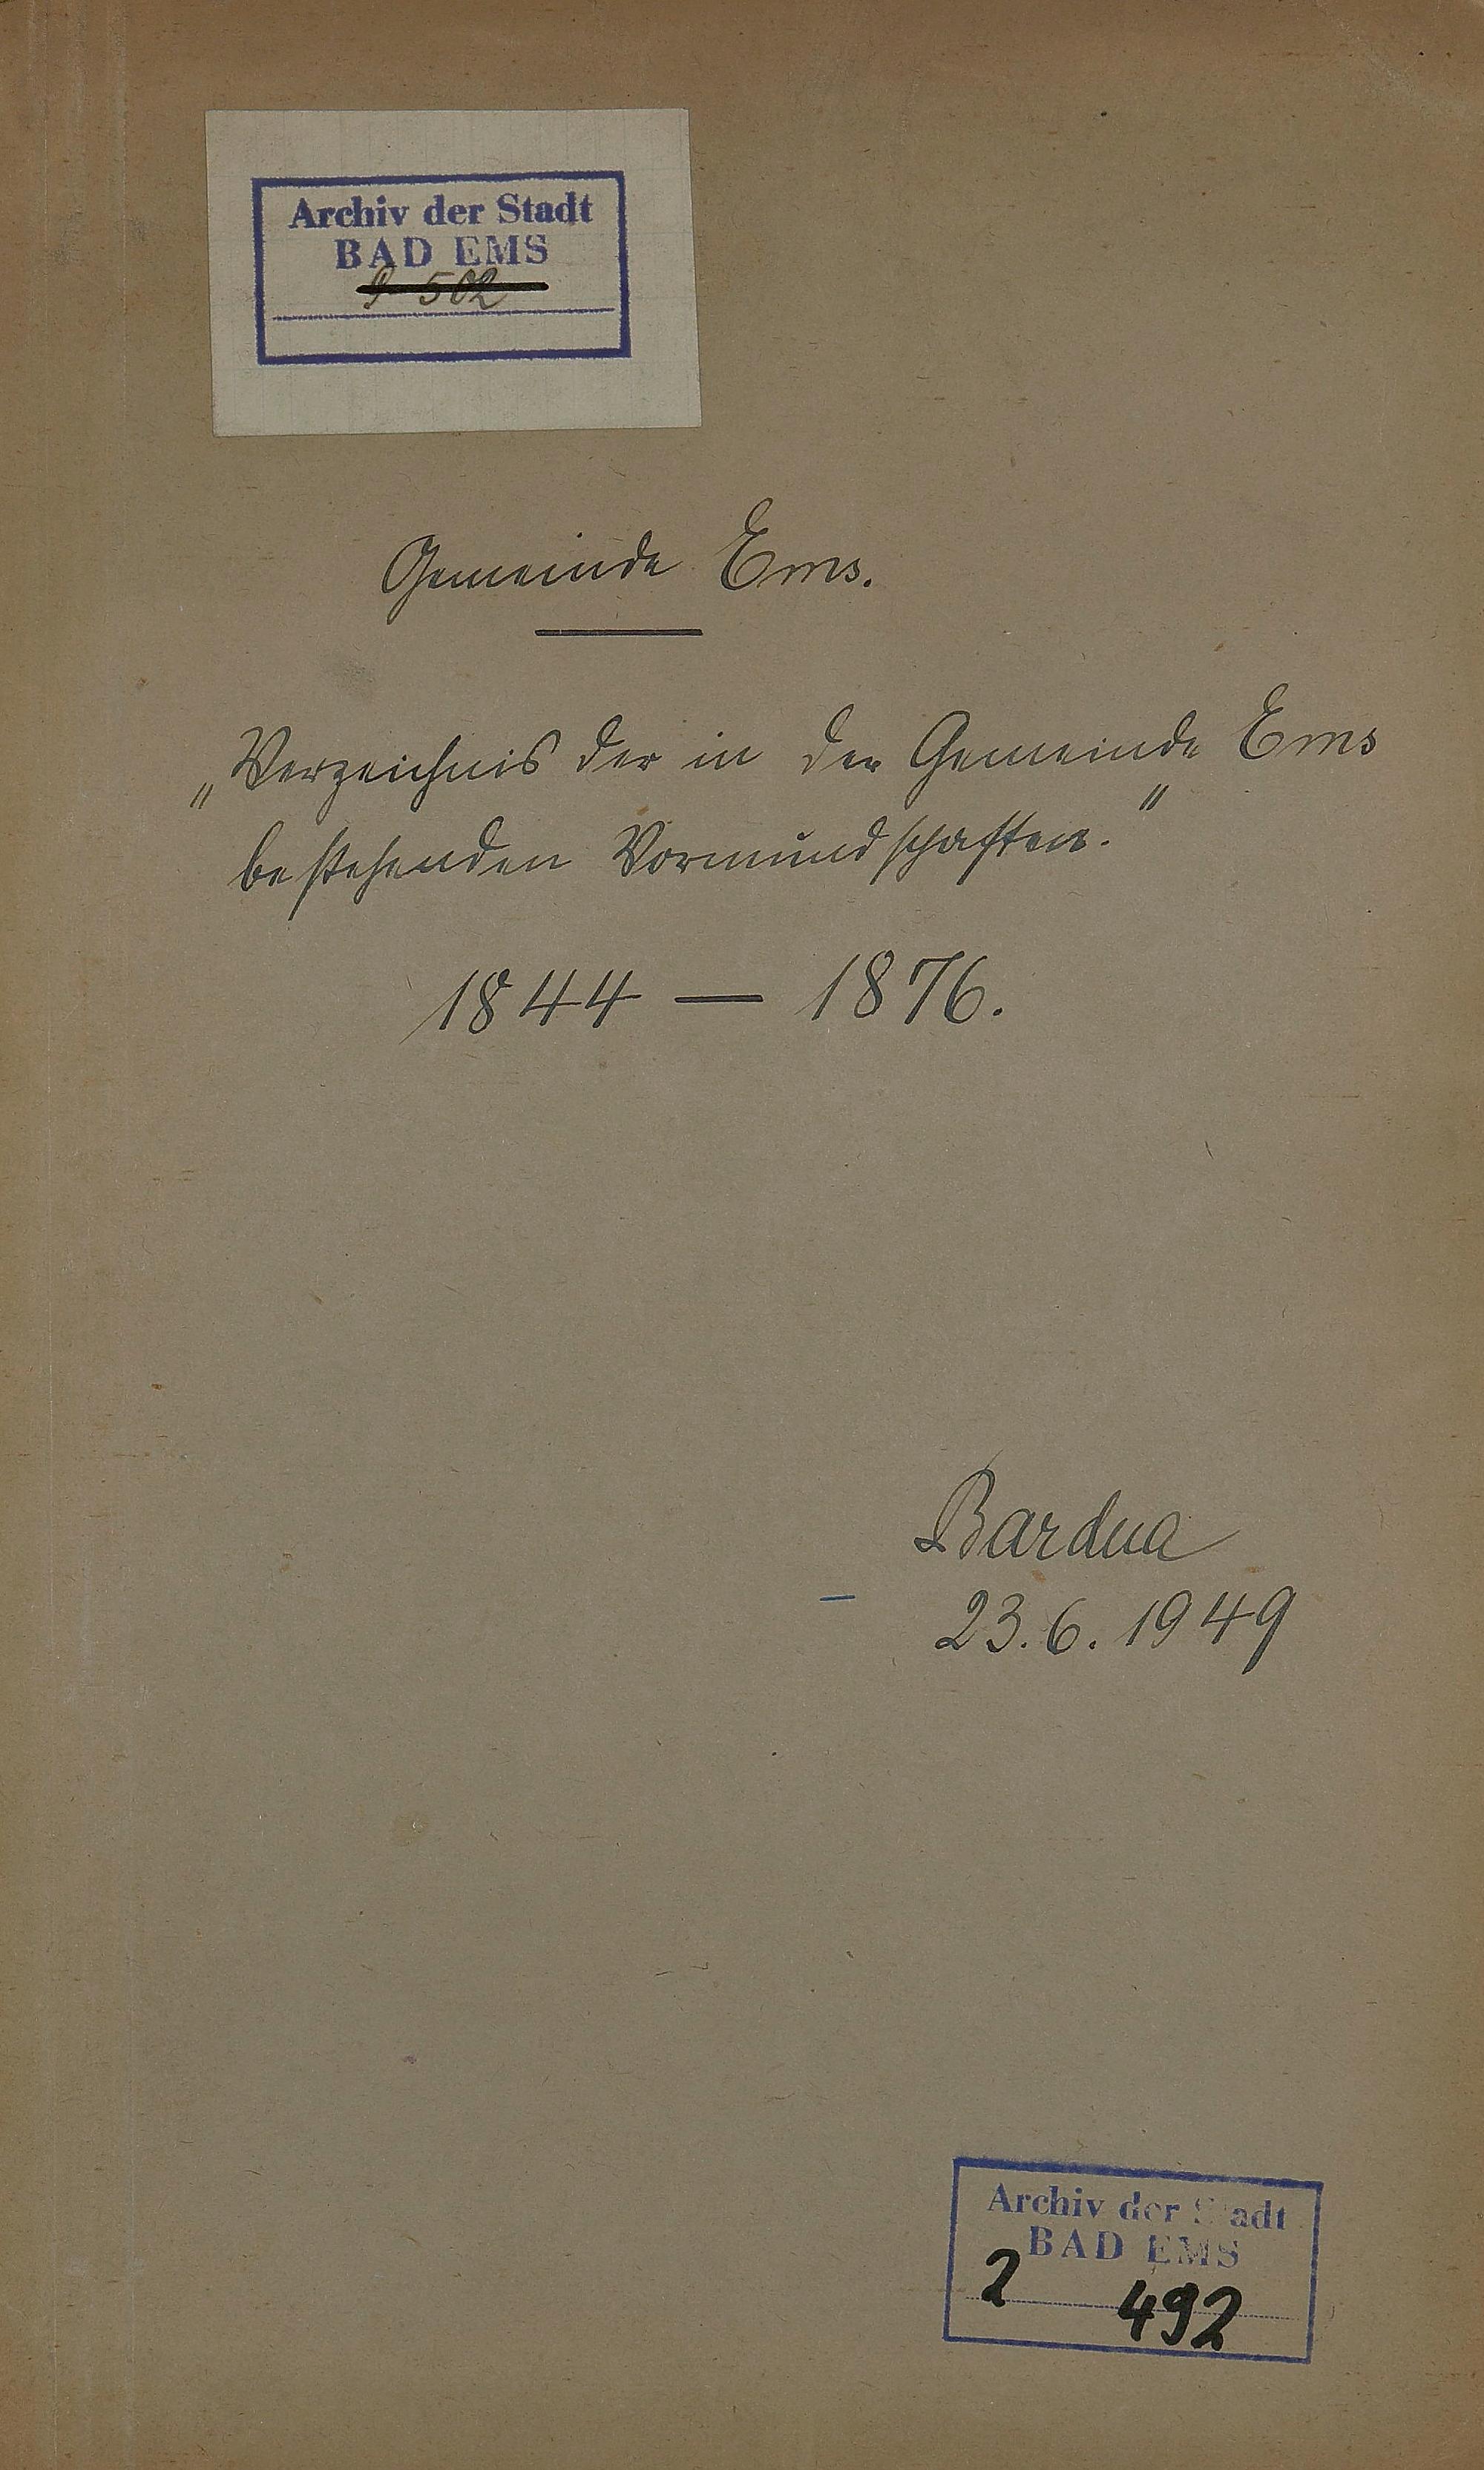 Archiv der Stadt
BAD EMS
502
Gemeinde Ems.
„Verzeichnis der in der Gemeinde Ems
bestehenden Vormundschaften."
1844 — 1876.
Bardua
23.6.1949
Archiv der Stadt
BAD EMS
2 492